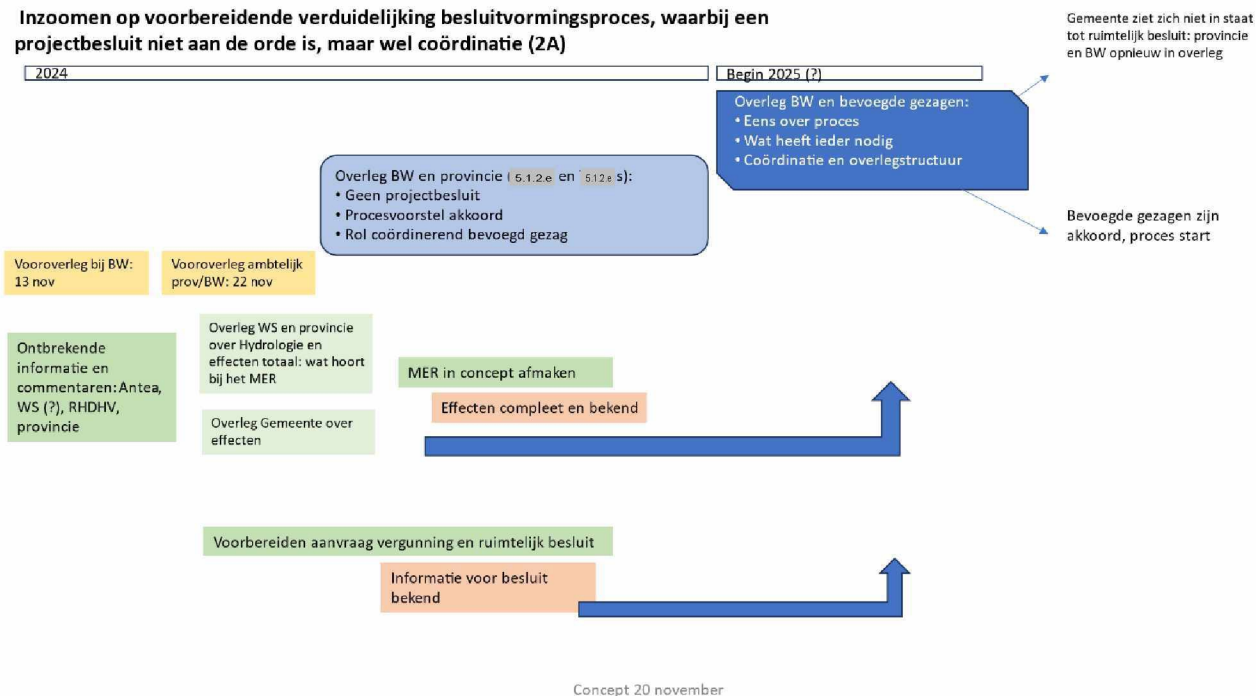 Inzoomen op voorbereidende verduidelijking besluitvormingsproces, waarbij een
projectbesluit niet aan de orde is, maar wel coördinatie (2A)
Gemeente ziet zich niet in staat
tot ruimtelijk besluit: provincie
en BW opnieuw in overleg
2024
Begin 2025 (?)
Overleg BW en bevoegde gezagen:
• Eens over proces
• Wat heeft ieder nodig
• Coördinatie en overlegstructuur
Overleg BW en provincie ( 5.1.2.e en 5.1.2.e s):
• Geen projectbesluit
• Procesvoorstel akkoord
• Rol coördinerend bevoegd gezag
Bevoegde gezagen zijn
akkoord, proces start
Vooroverleg bij BW:
13 nov
Vooroverleg ambtelijk
prov/BW: 22 nov
Ontbrekende
informatie en
commentaren: Antea,
WS (?), RHDHV,
provincie
Overleg WS en provincie
over Hydrologie en
effecten totaal: wat hoort
bij het MER
Overleg Gemeente over
effecten
MER in concept afmaken
Effecten compleet en bekend
Voorbereiden aanvraag vergunning en ruimtelijk besluit
Informatie voor besluit
bekend
Concept 20 november